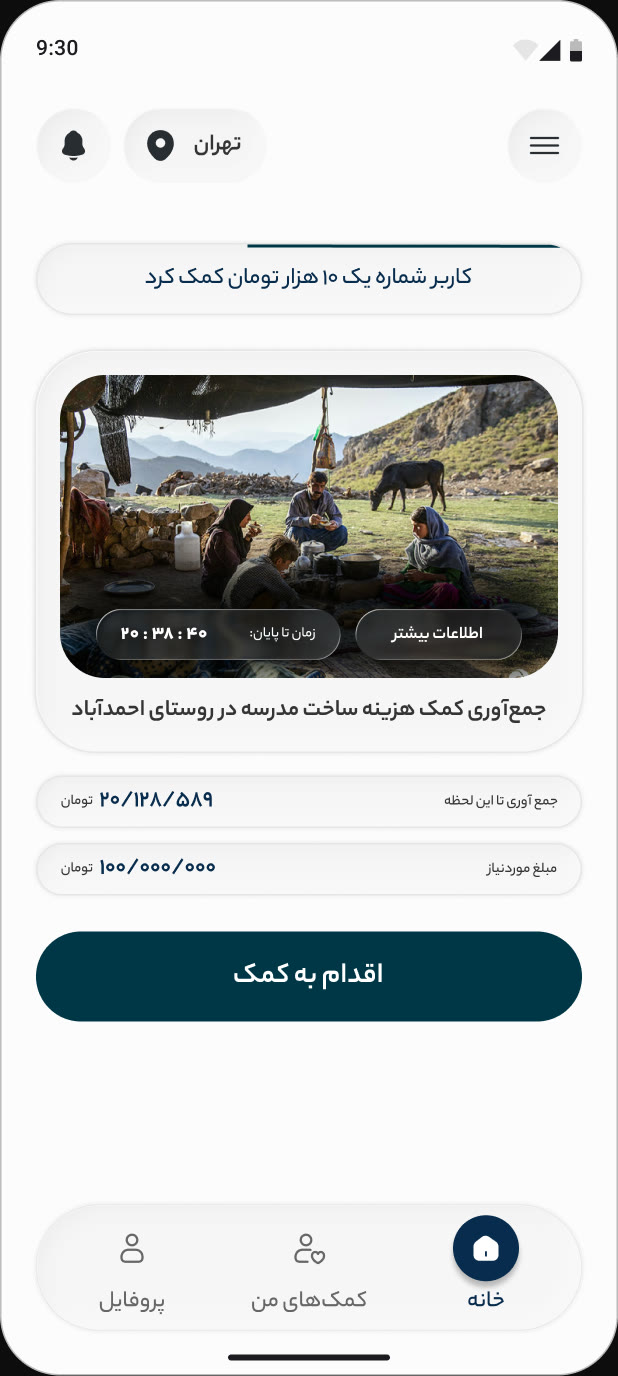 9:30
تهران
کاربر شماره یک ۱۰ هزار تومان کمک کرد
اطلاعات بیشتر
زمان تا پایان: ۲۰ : ۳۸ : ۴۰
جمع‌آوری کمک هزینه ساخت مدرسه در روستای احمدآباد
جمع آوری تا این لحظه ۲۰/۱۲۸/۵۸۹ تومان
مبلغ موردنیاز ۱۰۰/۰۰۰/۰۰۰ تومان
اقدام به کمک
خانه
کمک‌های من
پروفایل